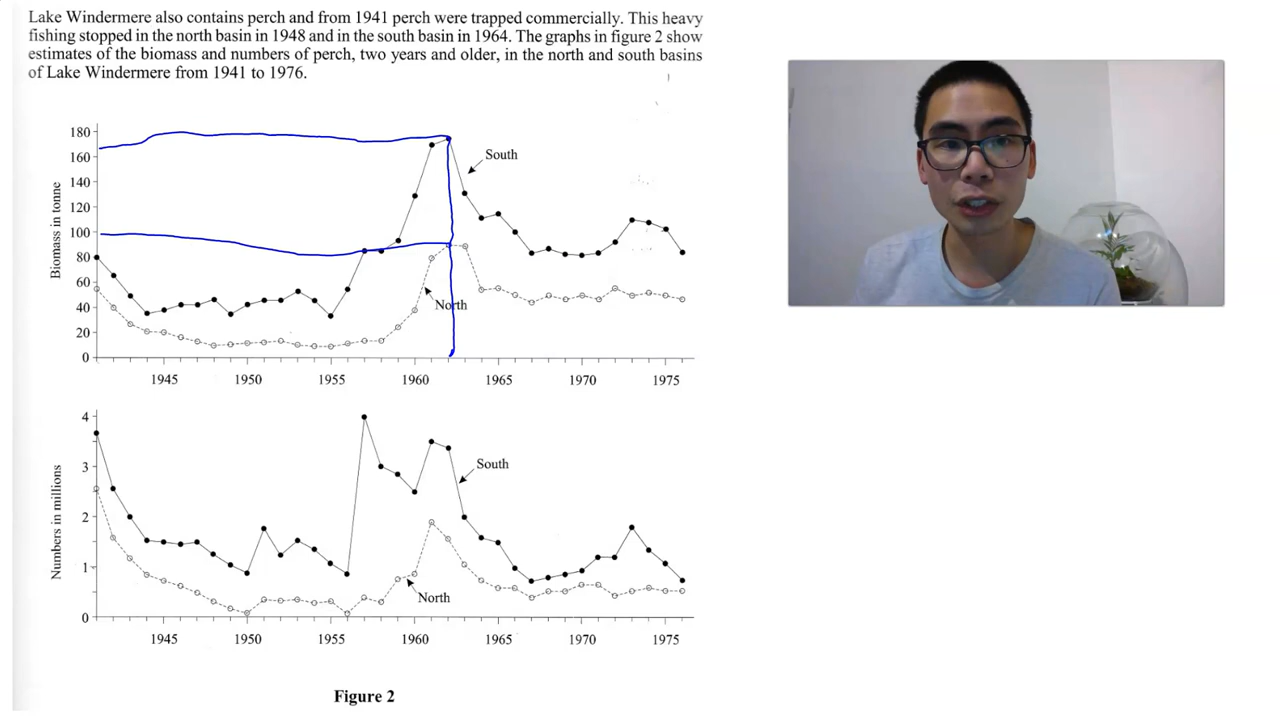 Lake Windermere also contains perch and from 1941 perch were trapped commercially. This heavy
fishing stopped in the north basin in 1948 and in the south basin in 1964. The graphs in figure 2 show
estimates of the biomass and numbers of perch, two years and older, in the north and south basins
of Lake Windermere from 1941 to 1976.
Biomass in tonne
180
160
140
120
100
80
60
40
20
0
South
North
1945 1950 1955 1960 1965 1970 1975
Numbers in millions
4
3
2
1
0
South
North
1945 1950 1955 1960 1965 1970 1975
Figure 2